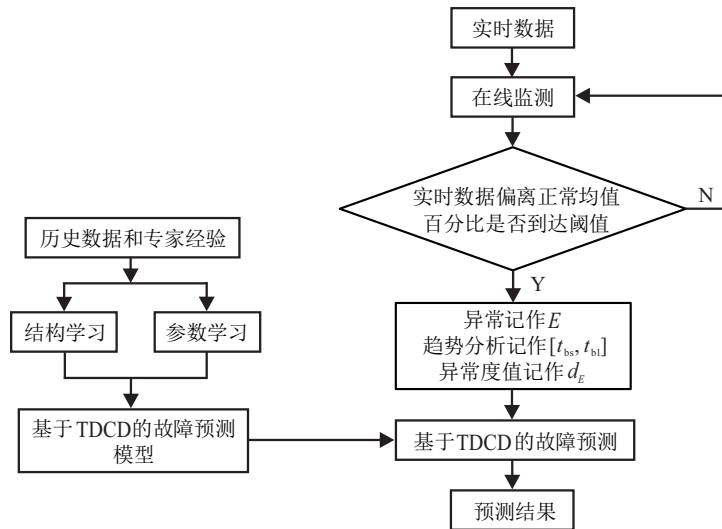 实时数据
在线监测
实时数据偏离正常均值
百分比是否到达阈值
N
Y
历史数据和专家经验
结构学习
参数学习
异常记作E
趋势分析记作[t_bs, t_bl]
异常度值记作d_E
基于TDCD的故障预测
模型
基于TDCD的故障预测
预测结果